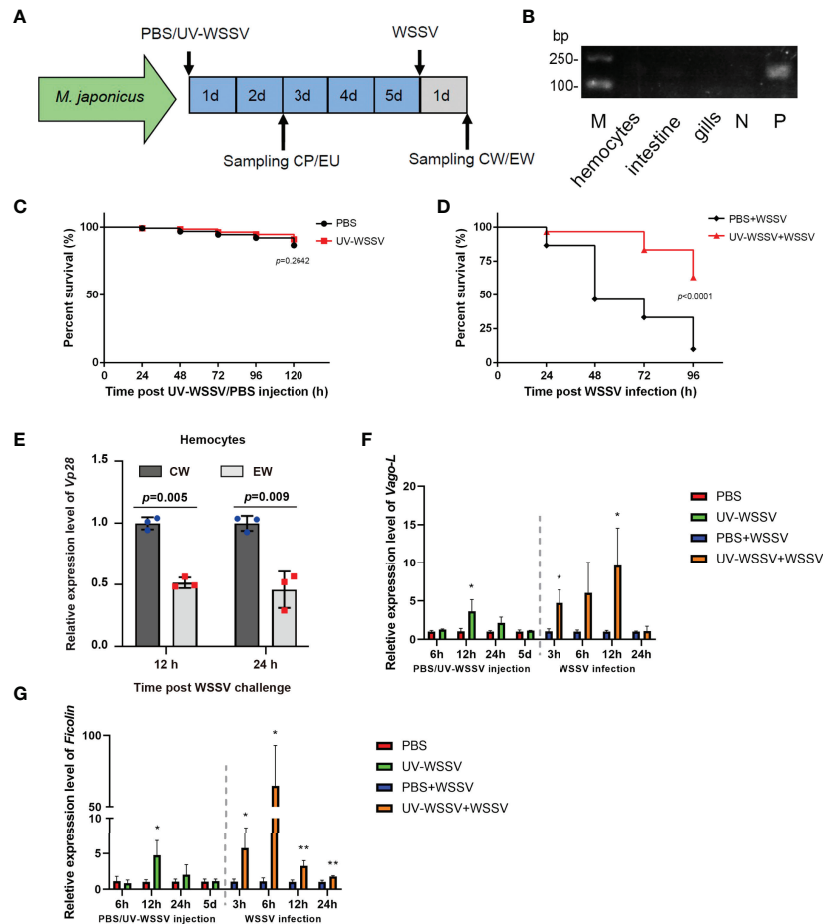 A
PBS/UV-WSSV
WSSV
M. japonicus
1d 2d 3d 4d 5d 1d
Sampling CP/EU
Sampling CW/EW
B
bp
250-
100-
M hemocytes intestine gills N P
C
Percent survival (%)
100
50
0
0 24 48 72 96 120
Time post UV-WSSV/PBS injection (h)
PBS
UV-WSSV
p=0.2642
D
Percent survival (%)
100
75
50
25
0
0 24 48 72 96
Time post WSSV infection (h)
PBS+WSSV
UV-WSSV+WSSV
p<0.0001
E
Hemocytes
Relative expression level of Vp28
1.5
1.0
0.5
0.0
CW EW
p=0.005 p=0.009
12 h 24 h
Time post WSSV challenge
F
Reletive expresssion level of Vago-L
20
15
10
5
0
* * *
6h 12h 24h 5d 3h 6h 12h 24h
PBS/UV-WSSV injection WSSV infection
PBS
UV-WSSV
PBS+WSSV
UV-WSSV+WSSV
G
Relative expresssion level of Ficolin
100
50
10
5
0
* * * ** **
6h 12h 24h 5d 3h 6h 12h 24h
PBS/UV-WSSV injection WSSV infection
PBS
UV-WSSV
PBS+WSSV
UV-WSSV+WSSV